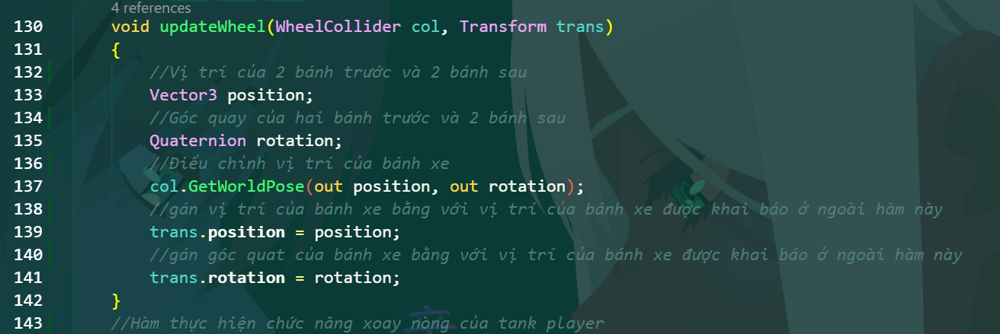 4 references
130 void updateWheel(WheelCollider col, Transform trans)
131 {
132 //Vị trí của 2 bánh trước và 2 bánh sau
133 Vector3 position;
134 //Góc quay của hai bánh trước và 2 bánh sau
135 Quaternion rotation;
136 //Điểu chỉnh vị trí của bánh xe
137 col.GetWorldPose(out position, out rotation);
138 //gán vị trí của bánh xe bằng với vị trí của bánh xe được khai báo ở ngoài hàm này
139 trans.position = position;
140 //gán góc quat của bánh xe bằng với vị trí của bánh xe được khai báo ở ngoài hàm này
141 trans.rotation = rotation;
142 }
143 //Hàm thực hiện chức năng xoay nòng của tank player